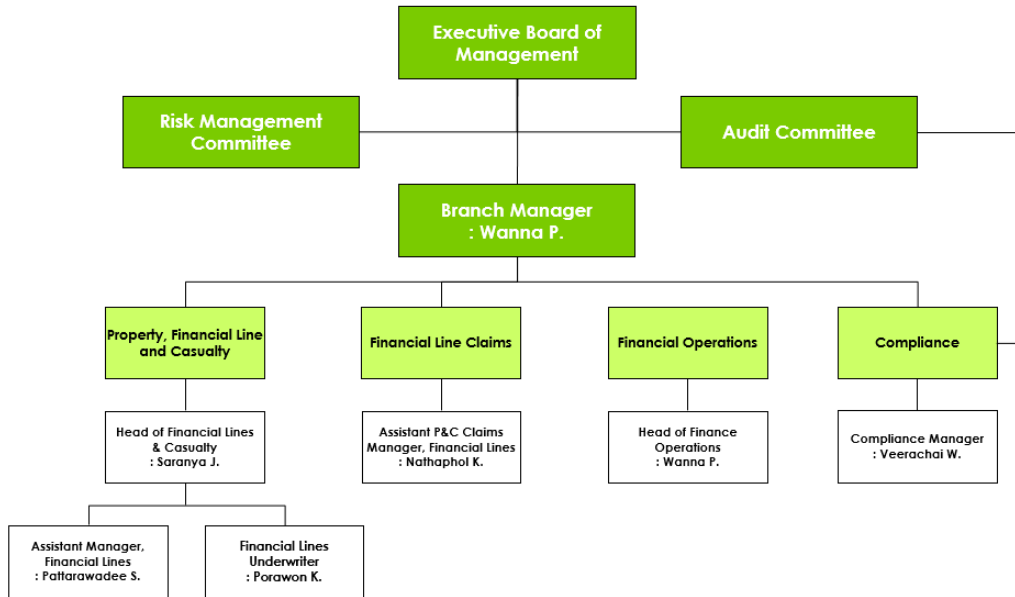 Executive Board of
Management
Risk Management
Committee
Audit Committee
Branch Manager
: Wanna P.
Property, Financial Line
and Casualty
Financial Line Claims
Financial Operations
Compliance
Head of Financial Lines
& Casualty
: Saranya J.
Assistant P&C Claims
Manager, Financial Lines
: Nathaphol K.
Head of Finance
Operations
: Wanna P.
Compliance Manager
: Veerachai W.
Assistant Manager,
Financial Lines
: Pattarawadee S.
Financial Lines
Underwriter
: Porawon K.